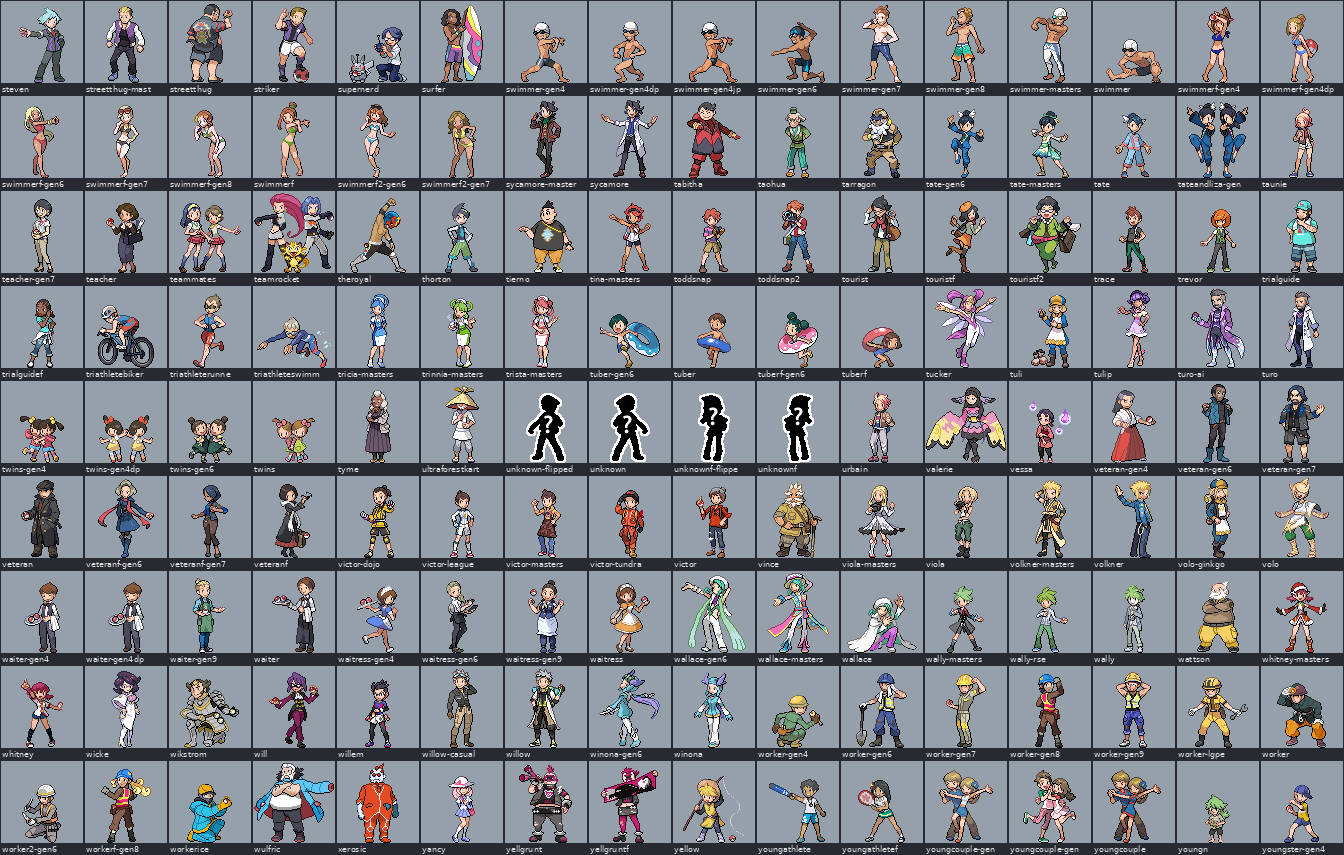 steven streetthug-mast streetthug striker supernerd surfer swimmer-gen4 swimmer-gen4dp swimmer-gen4jp swimmer-gen6 swimmer-gen7 swimmer-gen8 swimmer-masters swimmer swimmerf-gen4 swimmerf-gen4dp
swimmerf-gen6 swimmerf-gen7 swimmerf-gen8 swimmerf swimmerf2-gen6 swimmerf2-gen7 sycamore-master sycamore tabitha taohua tarragon tate-gen6 tate-masters tate tateandliza-gen taunie
teacher-gen7 teacher teammates teamrocket theroyal thorton tierno tina-masters toddsnap toddsnap2 tourist touristf touristf2 trace trevor trialguide
trialguidef triathletebiker triathleterunne triathleteswimm tricia-masters trinnia-masters trista-masters tuber-gen6 tuber tuberf-gen6 tuberf tucker tuli tulip turo-ai turo
twins-gen4 twins-gen4dp twins-gen6 twins tyme ultraforestkart unknown-flipped unknown unknownf-flippe unknownf urbain valerie vessa veteran-gen4 veteran-gen6 veteran-gen7
veteran veteranf-gen6 veteranf-gen7 veteranf victor-dojo victor-league victor-masters victor-tundra victor vince viola-masters viola volkner-masters volkner volo-ginkgo volo
waiter-gen4 waiter-gen4dp waiter-gen9 waiter waitress-gen4 waitress-gen6 waitress-gen9 waitress wallace-gen6 wallace-masters wallace wally-masters wally-rse wally wattson whitney-masters
whitney wicke wikstrom will willem willow-casual willow winona-gen6 winona worker-gen4 worker-gen6 worker-gen7 worker-gen8 worker-gen9 worker-lgpe worker
worker2-gen6 workerf-gen8 workerice wulfric xerosic yancy yellgrunt yellgruntf yellow youngathlete youngathletef youngcouple-gen youngcouple-gen youngcouple youngn youngster-gen4